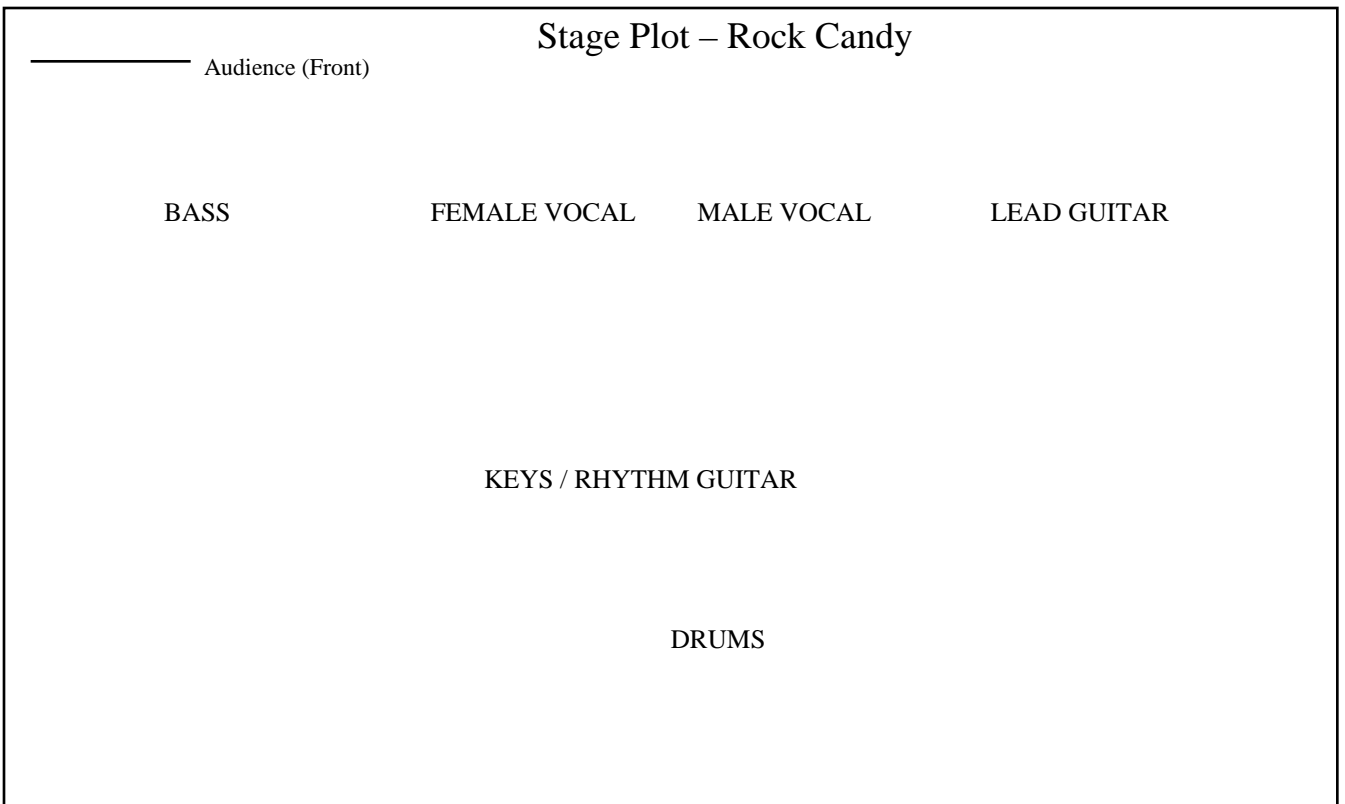 Stage Plot – Rock Candy
Audience (Front)
BASS FEMALE VOCAL MALE VOCAL LEAD GUITAR
KEYS / RHYTHM GUITAR
DRUMS